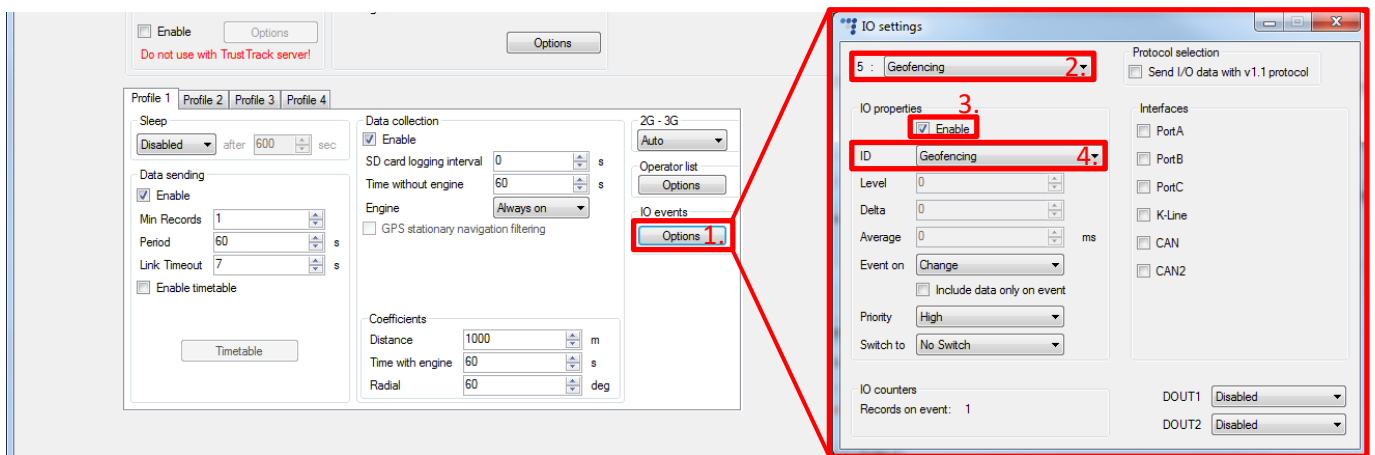 Enable
Options
Do not use with TrustTrack server!
Options
Profile 1 Profile 2 Profile 3 Profile 4
Sleep
Disabled after 600 sec
Data sending
Enable
Min Records 1
Period 60 s
Link Timeout 7 s
Enable timetable
Timetable
Data collection
Enable
SD card logging interval 0 s
Time without engine 60 s
Engine Always on
GPS stationary navigation filtering
Coefficients
Distance 1000 m
Time with engine 60 s
Radial 60 deg
2G - 3G
Auto
Operator list
Options
IO events
Options 1.
IO settings
5 : Geofencing 2.
Protocol selection
Send I/O data with v1.1 protocol
IO properties 3.
Enable
ID Geofencing 4.
Level 0
Delta 0
Average 0 ms
Event on Change
Include data only on event
Priority High
Switch to No Switch
Interfaces
PortA
PortB
PortC
K-Line
CAN
CAN2
IO counters
Records on event: 1
DOUT1 Disabled
DOUT2 Disabled